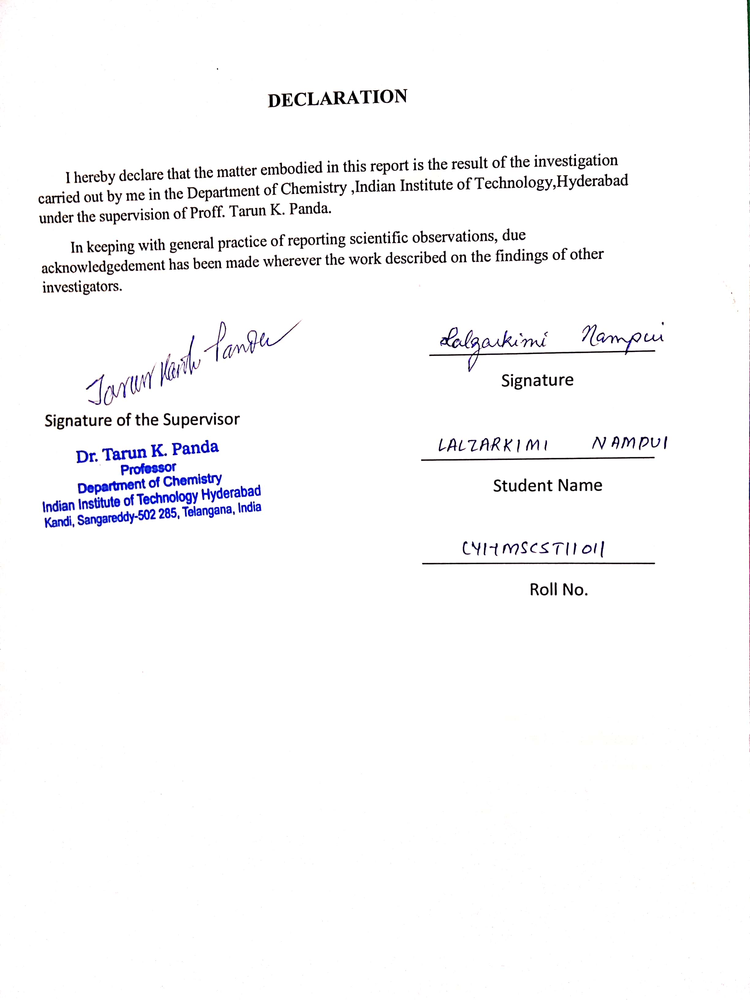 DECLARATION
I hereby declare that the matter embodied in this report is the result of the investigation
carried out by me in the Department of Chemistry ,Indian Institute of Technology,Hyderabad
under the supervision of Proff. Tarun K. Panda.
In keeping with general practice of reporting scientific observations, due
acknowledgedement has been made wherever the work described on the findings of other
investigators.
Tarun Kanti Panda
Signature of the Supervisor
Dr. Tarun K. Panda
Professor
Department of Chemistry
Indian Institute of Technology Hyderabad
Kandi, Sangareddy-502 285, Telangana, India
Lalzarkimi Nampui
Signature
LALZARKIMI NAMPUI
Student Name
CY17MSCST11011
Roll No.